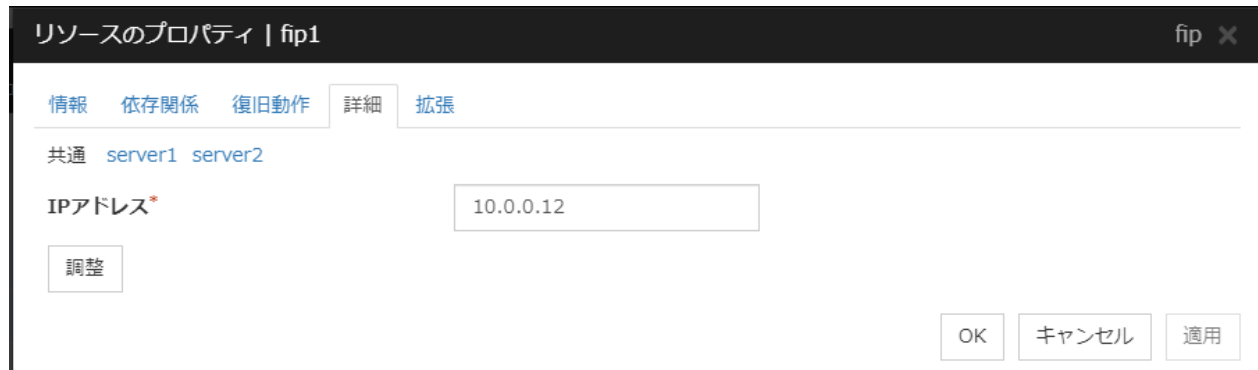 リソースのプロパティ | fip1 fip ×
情報 依存関係 復旧動作 詳細 拡張
共通 server1 server2
IPアドレス* 10.0.0.12
調整
OK キャンセル 適用